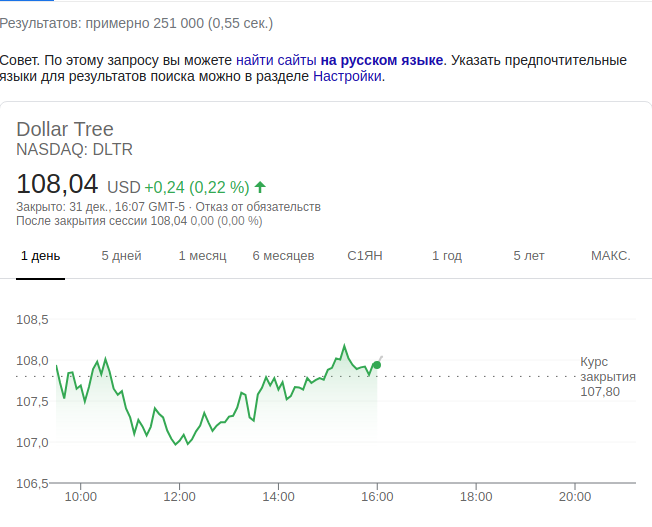 Результатов: примерно 251 000 (0,55 сек.)
Совет. По этому запросу вы можете найти сайты на русском языке. Указать предпочтительные
языки для результатов поиска можно в разделе Настройки.
Dollar Tree
NASDAQ: DLTR
108,04 USD +0,24 (0,22 %)
Закрыто: 31 дек., 16:07 GMT-5 · Отказ от обязательств
После закрытия сессии 108,04 0,00 (0,00 %)
1 день 5 дней 1 месяц 6 месяцев С1ЯН 1 год 5 лет МАКС.
108,5
108,0
107,5
107,0
106,5
Курс
закрытия
107,80
10:00 12:00 14:00 16:00 18:00 20:00